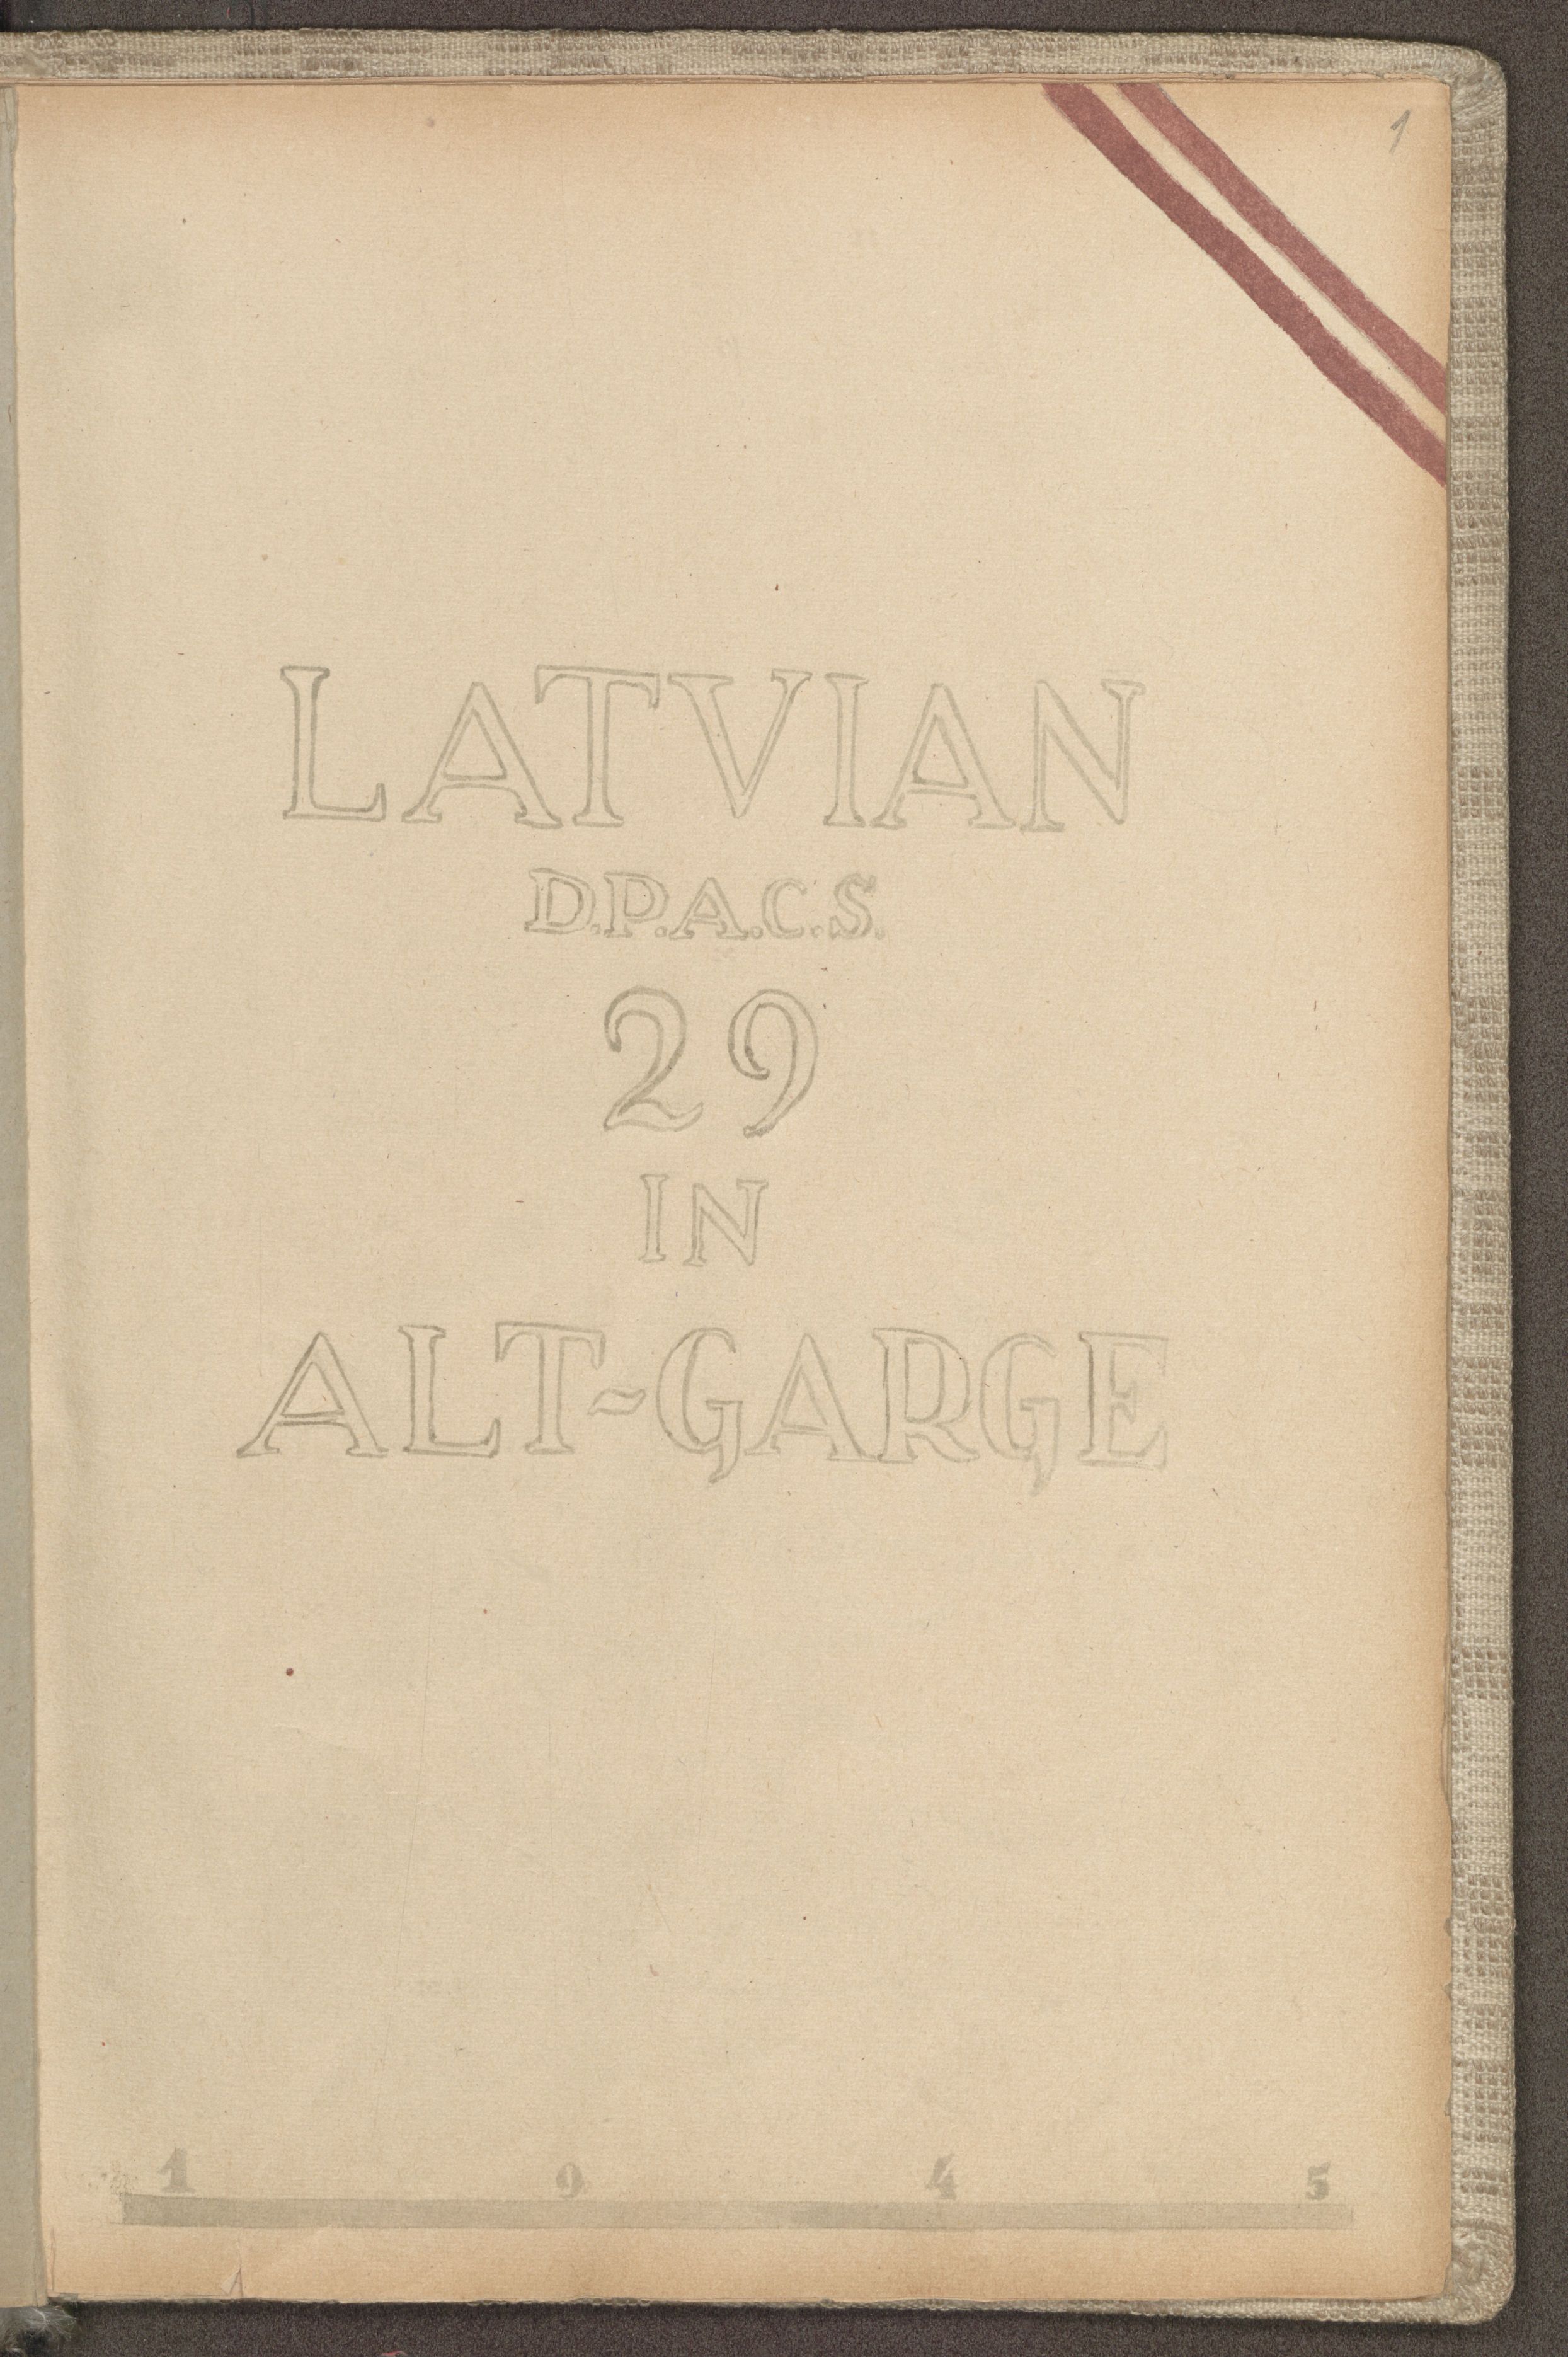 1
LATVIAN
D.P.A.C.S.
29
IN
ALT-GARGE
1 9 4 5